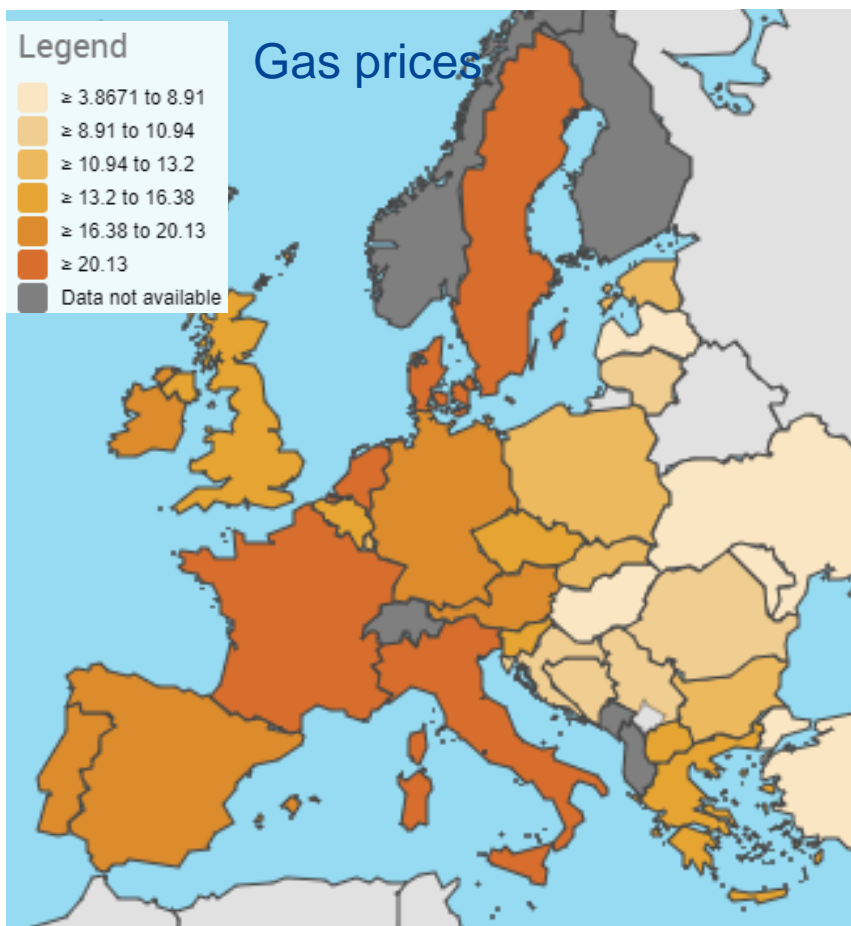 Legend
Gas prices
≥ 3.8671 to 8.91
≥ 8.91 to 10.94
≥ 10.94 to 13.2
≥ 13.2 to 16.38
≥ 16.38 to 20.13
≥ 20.13
Data not available